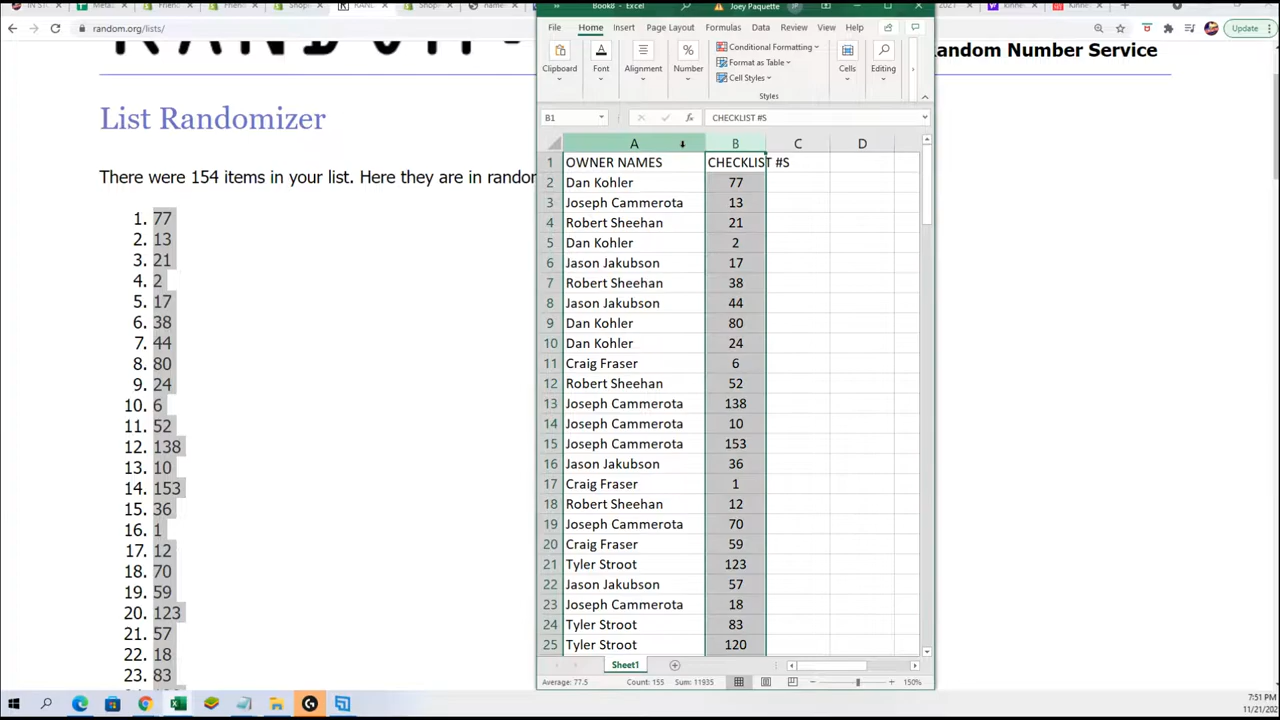 Book8 - Excel
Joey Paquette
random.org/lists/
Update
File Home Insert Page Layout Formulas Data Review View Help
Clipboard Font Alignment Number
Conditional Formatting
Format as Table
Cell Styles
Styles
Cells Editing
andom Number Service
B1 CHECKLIST #S
List Randomizer
There were 154 items in your list. Here they are in random
1. 77
2. 13
3. 21
4. 2
5. 17
6. 38
7. 44
8. 80
9. 24
10. 6
11. 52
12. 138
13. 10
14. 153
15. 36
16. 1
17. 12
18. 70
19. 59
20. 123
21. 57
22. 18
23. 83
A B C D
1 OWNER NAMES CHECKLIST #S
2 Dan Kohler 77
3 Joseph Cammerota 13
4 Robert Sheehan 21
5 Dan Kohler 2
6 Jason Jakubson 17
7 Robert Sheehan 38
8 Jason Jakubson 44
9 Dan Kohler 80
10 Dan Kohler 24
11 Craig Fraser 6
12 Robert Sheehan 52
13 Joseph Cammerota 138
14 Joseph Cammerota 10
15 Joseph Cammerota 153
16 Jason Jakubson 36
17 Craig Fraser 1
18 Robert Sheehan 12
19 Joseph Cammerota 70
20 Craig Fraser 59
21 Tyler Stroot 123
22 Jason Jakubson 57
23 Joseph Cammerota 18
24 Tyler Stroot 83
25 Tyler Stroot 120
Sheet1
Average: 77.5 Count: 155 Sum: 11935 150%
7:51 PM
11/21/202